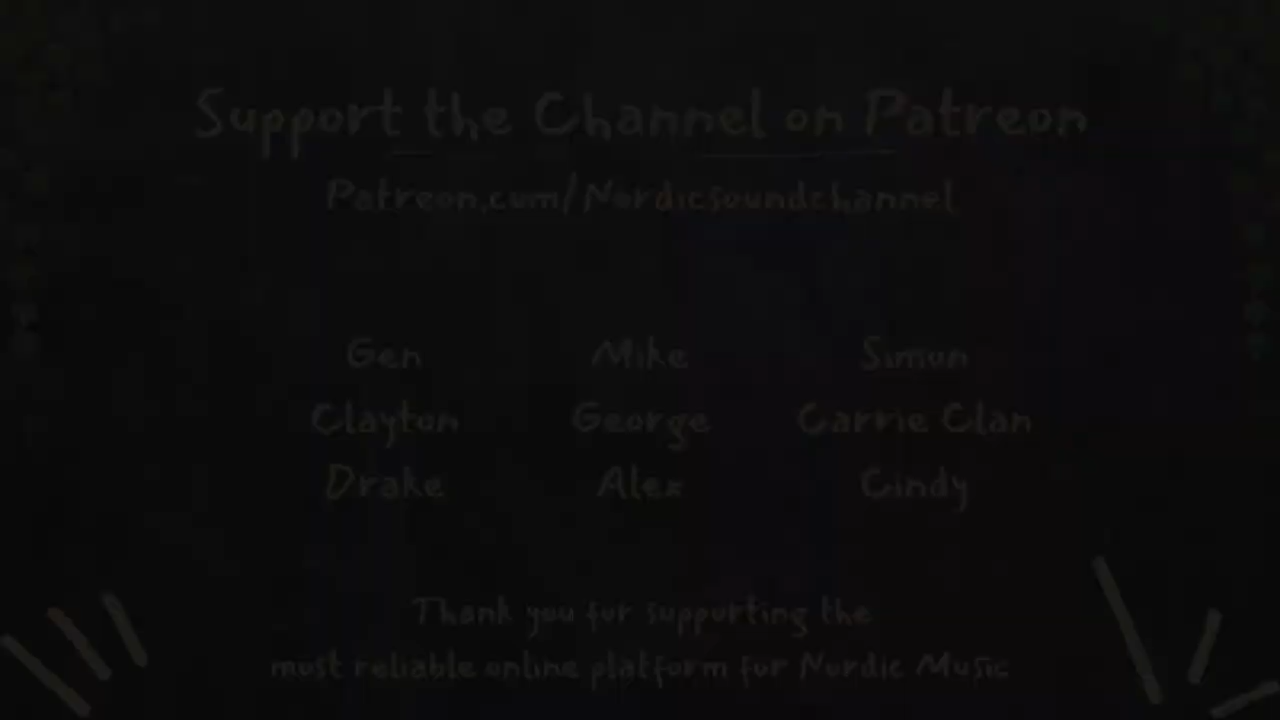 Support the Channel on Patreon
Patreon.com/Nordicsoundchannel
Gen Mike Simon
Clayton George Carrie Clan
Drake Alex Cindy
Thank you for supporting the
most reliable online platform for Nordic Music